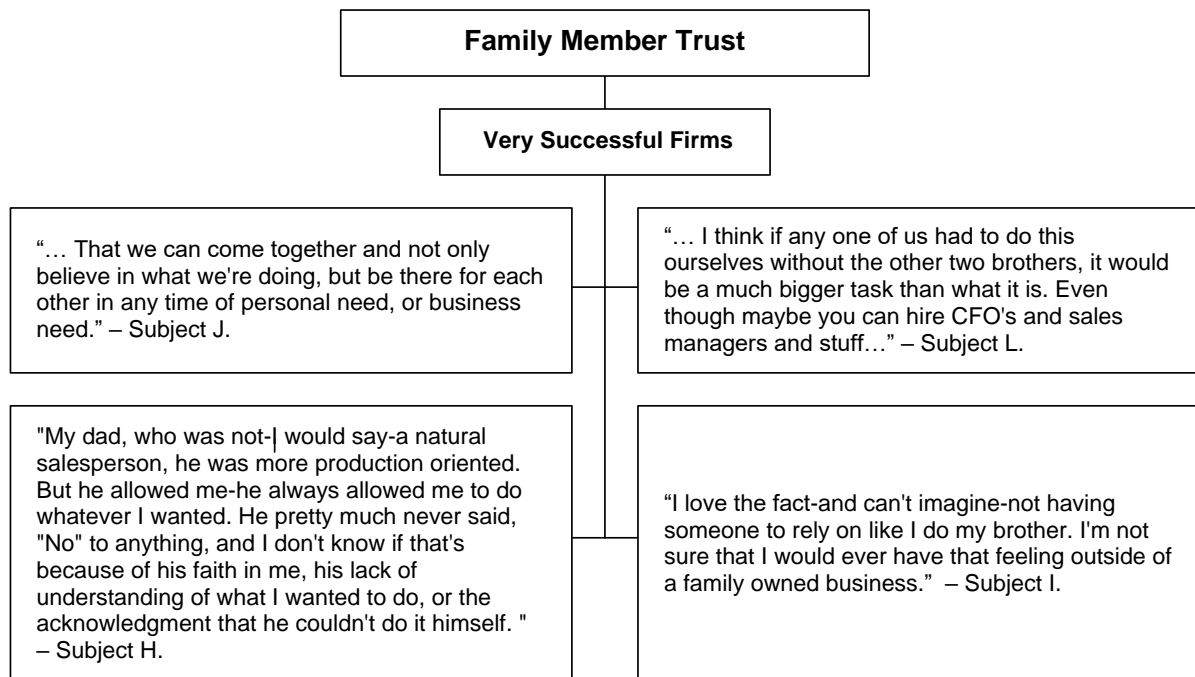 Family Member Trust
Very Successful Firms
“… That we can come together and not only
believe in what we're doing, but be there for each
other in any time of personal need, or business
need.” – Subject J.
“… I think if any one of us had to do this
ourselves without the other two brothers, it would
be a much bigger task than what it is. Even
though maybe you can hire CFO's and sales
managers and stuff…” – Subject L.
"My dad, who was not-| would say-a natural
salesperson, he was more production oriented.
But he allowed me-he always allowed me to do
whatever I wanted. He pretty much never said,
"No" to anything, and I don't know if that's
because of his faith in me, his lack of
understanding of what I wanted to do, or the
acknowledgment that he couldn't do it himself. "
– Subject H.
“I love the fact-and can't imagine-not having
someone to rely on like I do my brother. I'm not
sure that I would ever have that feeling outside of
a family owned business.”  – Subject I.